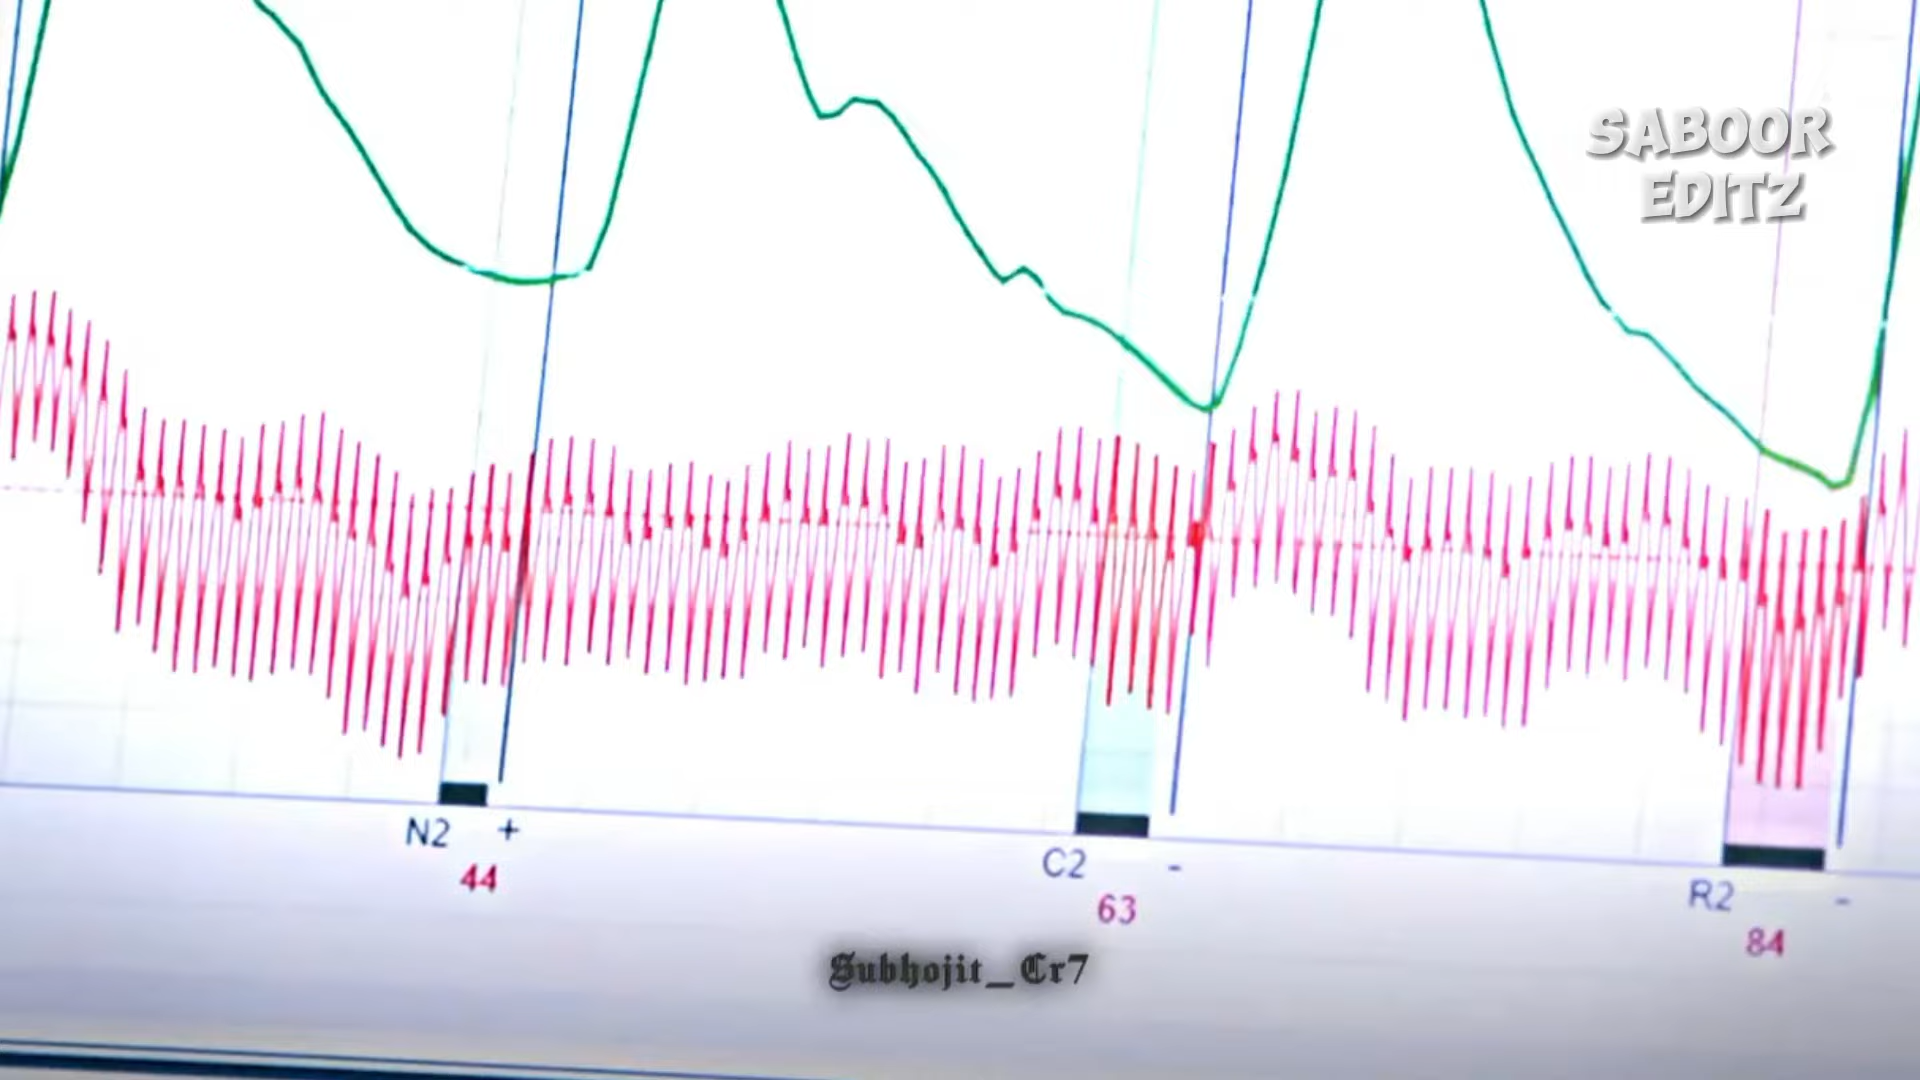 SABOOR
EDITZ
N2 + C2 - R2 -
44 63 84
Subhojit_Cr7